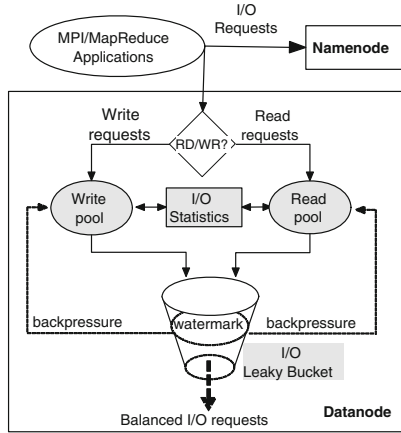 I/O
Requests
MPI/MapReduce
Applications
Namenode
Write
requests
Read
requests
RD/WR?
Write
pool
I/O
Statistics
Read
pool
watermark
backpressure
backpressure
I/O
Leaky Bucket
Balanced I/O requests
Datanode